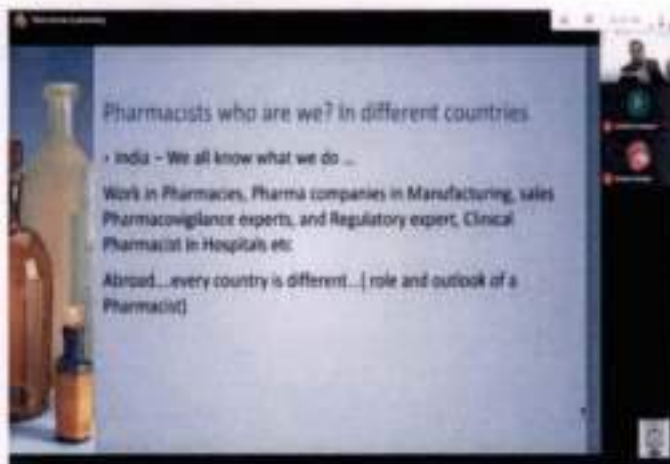 Pharmacists who are we? In different countries
• India – We all know what we do ...
Work in Pharmacies, Pharma companies in Manufacturing, sales
Pharmacovigilance experts, and Regulatory expert, Clinical
Pharmacist in Hospitals etc
Abroad....every country is different...( role and outlook of a
Pharmacist)